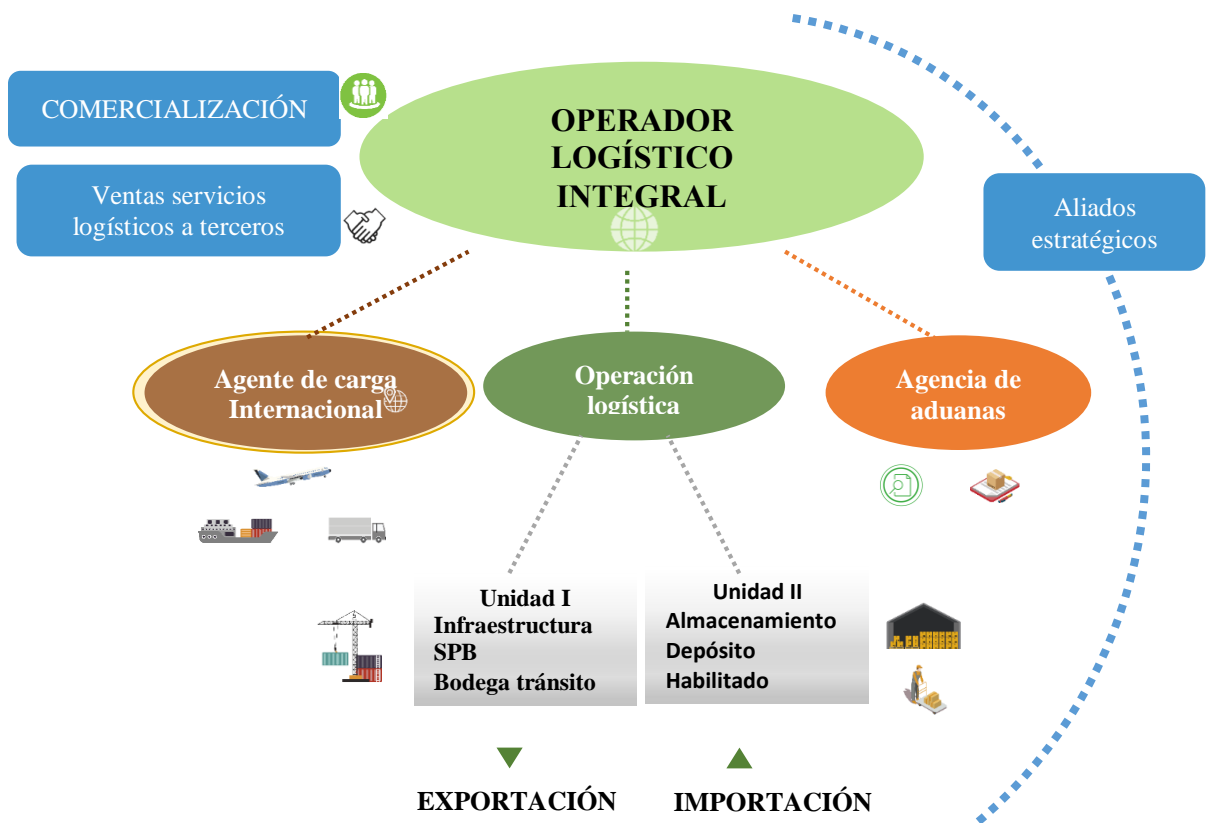 COMERCIALIZACIÓN
Ventas servicios
logísticos a terceros
OPERADOR
LOGÍSTICO
INTEGRAL
Aliados
estratégicos
Agente de carga
Internacional
Operación
logística
Agencia de
aduanas
Unidad I
Infraestructura
SPB
Bodega tránsito
Unidad II
Almacenamiento
Depósito
Habilitado
EXPORTACIÓN
IMPORTACIÓN